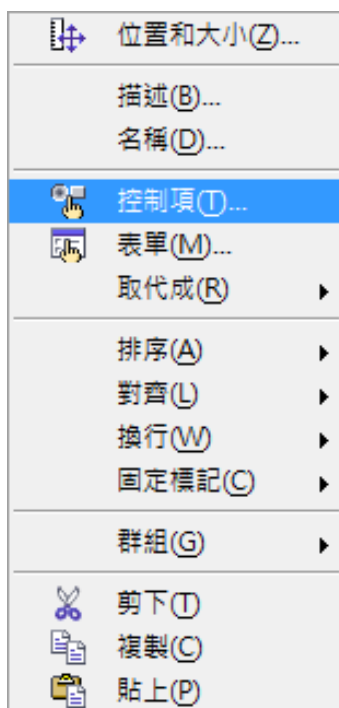 位置和大小(Z)...
描述(B)...
名稱(D)...
控制項(T)...
表單(M)...
取代成(R)
排序(A)
對齊(L)
換行(W)
固定標記(C)
群組(G)
剪下(T)
複製(C)
貼上(P)